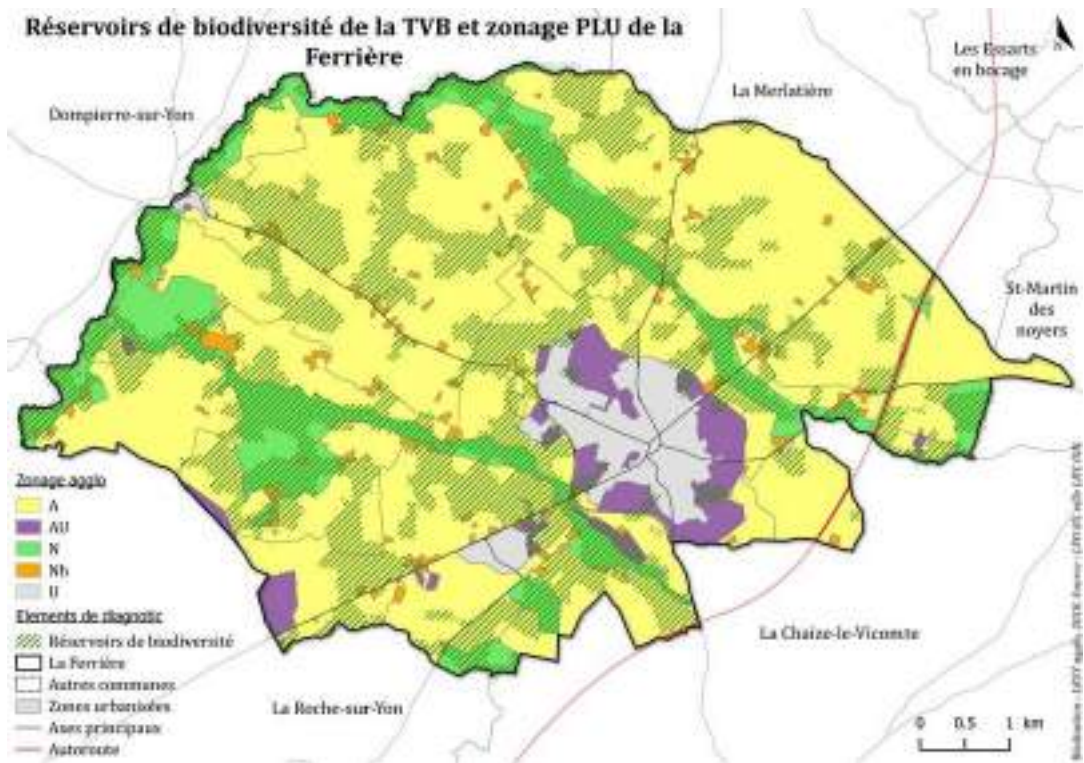 Réservoirs de biodiversité de la TVB et zonage PLU de la
Ferrière
Les Essarts
en bocage
La Merlatière
Dompierre-sur-Yon
St-Martin
des
noyers
Zonage agglo
A
AU
N
Nh
U
Elements de diagnostic
Réservoirs de biodiversité
La Ferrière
Autres communes
Zones urbanisées
Axes principaux
Autoroute
La Chaize-le-Vicomte
La Roche-sur-Yon
0 0.5 1 km